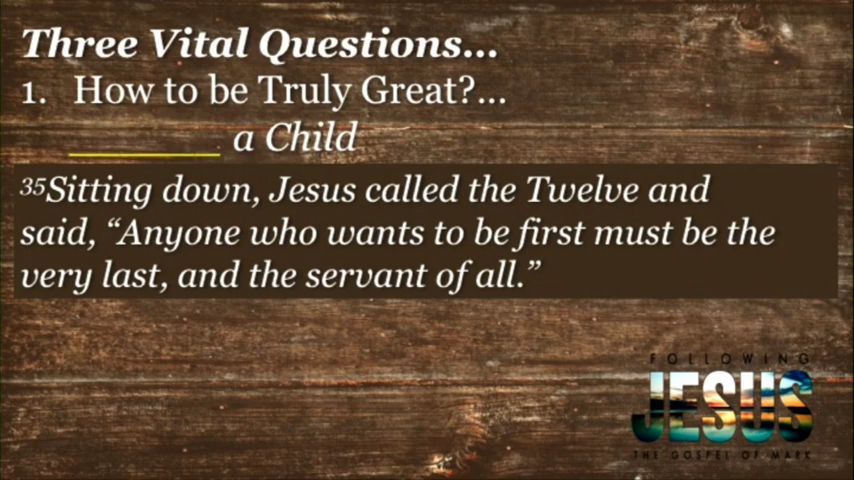 Three Vital Questions...
1. How to be Truly Great?...
__________ a Child
35Sitting down, Jesus called the Twelve and
said, “Anyone who wants to be first must be the
very last, and the servant of all.”
FOLLOWING
JESUS
THE GOSPEL OF MARK